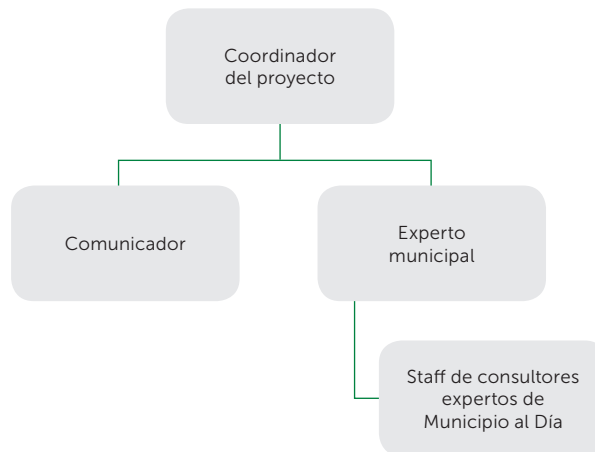 Coordinador
del proyecto
Comunicador
Experto
municipal
Staff de consultores
expertos de
Municipio al Día